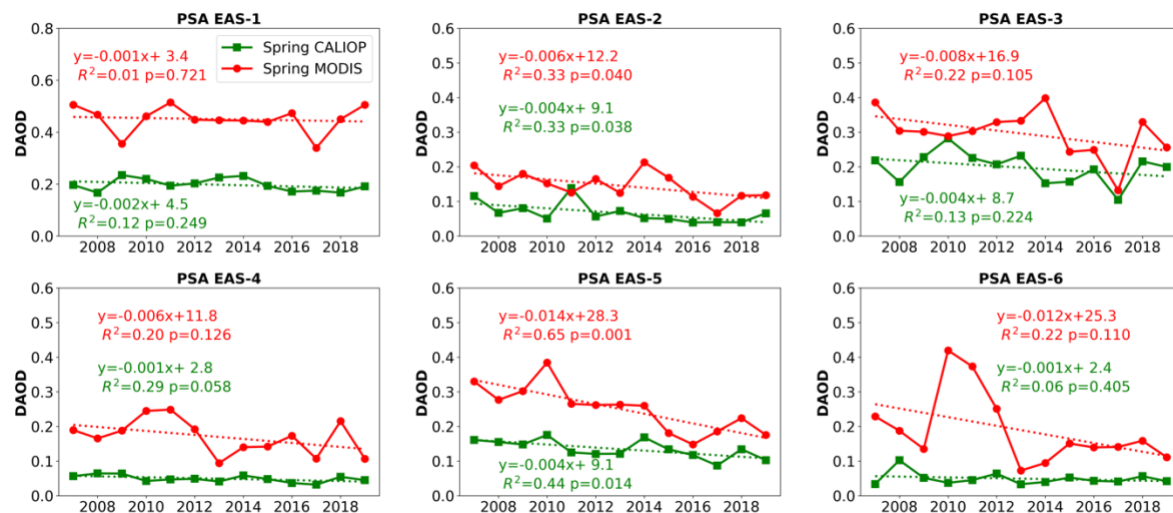 PSA EAS-1
DAOD
0.8
0.6
0.4
0.2
0.0
y=-0.001x+ 3.4
R²=0.01 p=0.721
Spring CALIOP
Spring MODIS
y=-0.002x+ 4.5
R²=0.12 p=0.249
2008 2010 2012 2014 2016 2018
PSA EAS-2
DAOD
0.6
0.5
0.4
0.3
0.2
0.1
0.0
y=-0.006x+12.2
R²=0.33 p=0.040
y=-0.004x+ 9.1
R²=0.33 p=0.038
2008 2010 2012 2014 2016 2018
PSA EAS-3
DAOD
0.6
0.5
0.4
0.3
0.2
0.1
0.0
y=-0.008x+16.9
R²=0.22 p=0.105
y=-0.004x+ 8.7
R²=0.13 p=0.224
2008 2010 2012 2014 2016 2018
PSA EAS-4
DAOD
0.6
0.5
0.4
0.3
0.2
0.1
0.0
y=-0.006x+11.8
R²=0.20 p=0.126
y=-0.001x+ 2.8
R²=0.29 p=0.058
2008 2010 2012 2014 2016 2018
PSA EAS-5
DAOD
0.6
0.5
0.4
0.3
0.2
0.1
0.0
y=-0.014x+28.3
R²=0.65 p=0.001
y=-0.004x+ 9.1
R²=0.44 p=0.014
2008 2010 2012 2014 2016 2018
PSA EAS-6
DAOD
0.6
0.5
0.4
0.3
0.2
0.1
0.0
y=-0.012x+25.3
R²=0.22 p=0.110
y=-0.001x+ 2.4
R²=0.06 p=0.405
2008 2010 2012 2014 2016 2018